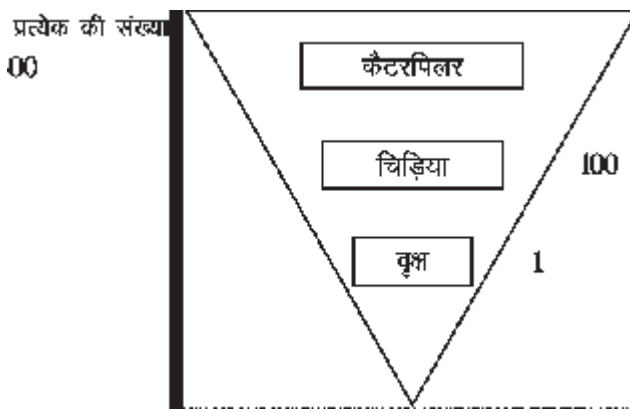 प्रत्येक की संख्या
00
कैटरपिलर
चिड़िया
100
वृक्ष
1